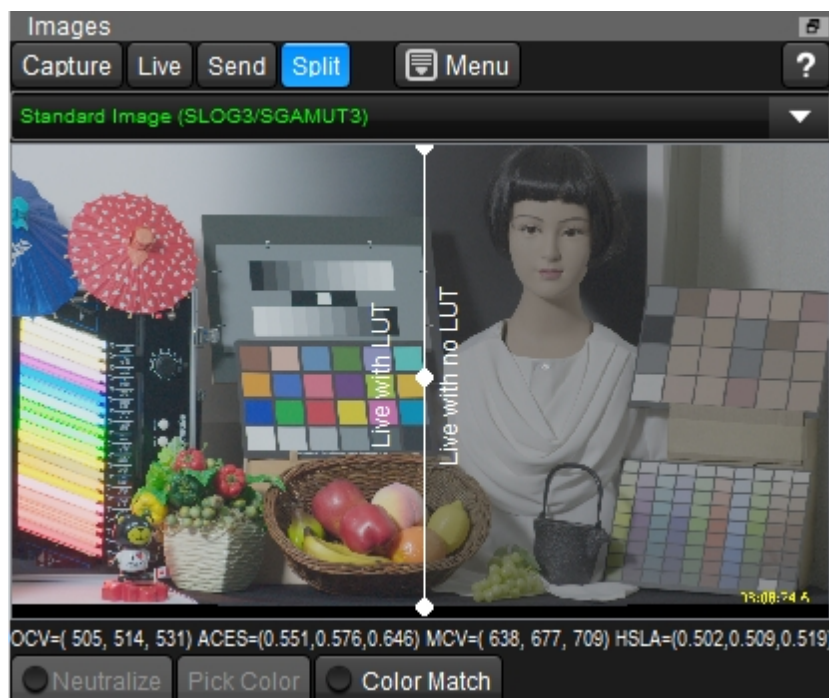 Images
Capture Live Send Split Menu ?
Standard Image (SLOG3/SGAMUT3)
Live with LUT
Live with no LUT
OCV=( 505, 514, 531) ACES=(0.551,0.576,0.646) MCV=( 638, 677, 709) HSLA=(0.502,0.509,0.519)
Neutralize Pick Color Color Match